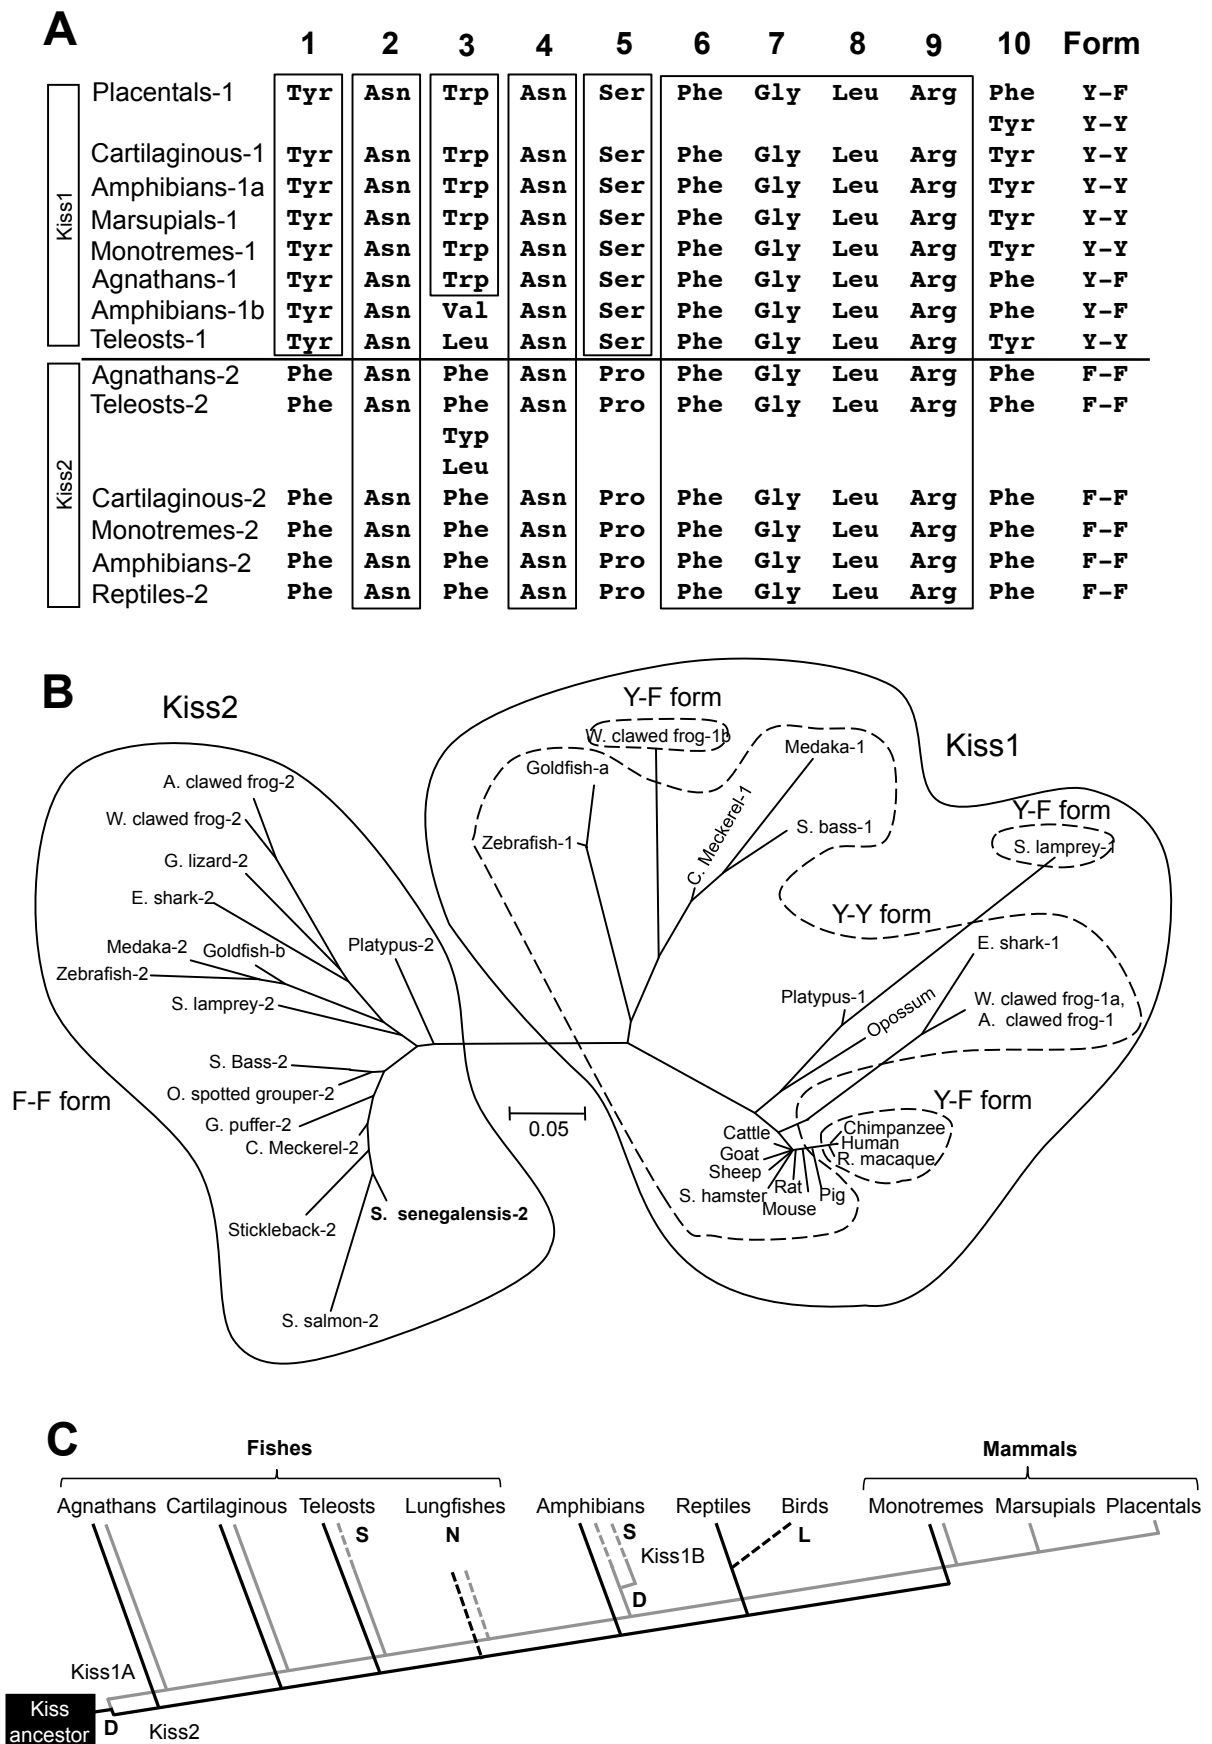 A
1 2 3 4 5 6 7 8 9 10 Form
Kiss1
Placentals-1 Tyr Asn Trp Asn Ser Phe Gly Leu Arg Phe Y-F
Tyr Y-Y
Cartilaginous-1 Tyr Asn Trp Asn Ser Phe Gly Leu Arg Tyr Y-Y
Amphibians-1a Tyr Asn Trp Asn Ser Phe Gly Leu Arg Tyr Y-Y
Marsupials-1 Tyr Asn Trp Asn Ser Phe Gly Leu Arg Tyr Y-Y
Monotremes-1 Tyr Asn Trp Asn Ser Phe Gly Leu Arg Tyr Y-Y
Agnathans-1 Tyr Asn Trp Asn Ser Phe Gly Leu Arg Phe Y-F
Amphibians-1b Tyr Asn Val Asn Ser Phe Gly Leu Arg Phe Y-F
Teleosts-1 Tyr Asn Leu Asn Ser Phe Gly Leu Arg Tyr Y-Y
Kiss2
Agnathans-2 Phe Asn Phe Asn Pro Phe Gly Leu Arg Phe F-F
Teleosts-2 Phe Asn Phe Asn Pro Phe Gly Leu Arg Phe F-F
Typ
Leu
Cartilaginous-2 Phe Asn Phe Asn Pro Phe Gly Leu Arg Phe F-F
Monotremes-2 Phe Asn Phe Asn Pro Phe Gly Leu Arg Phe F-F
Amphibians-2 Phe Asn Phe Asn Pro Phe Gly Leu Arg Phe F-F
Reptiles-2 Phe Asn Phe Asn Pro Phe Gly Leu Arg Phe F-F
B
Kiss2
A. clawed frog-2
W. clawed frog-2
G. lizard-2
E. shark-2
Medaka-2
Goldfish-b
Platypus-2
Zebrafish-2
S. lamprey-2
S. Bass-2
O. spotted grouper-2
F-F form
G. puffer-2
C. Meckerel-2
S. senegalensis-2
Stickleback-2
S. salmon-2
0.05
Kiss1
Y-F form
W. clawed frog-1b
Goldfish-a
Medaka-1
Zebrafish-1
C. Meckerel-1
S. bass-1
Y-F form
S. lamprey-1
Y-Y form
E. shark-1
Platypus-1
Opossum
W. clawed frog-1a,
A. clawed frog-1
Y-F form
Cattle
Goat
Sheep
S. hamster
Rat
Mouse
Pig
Chimpanzee
Human
R. macaque
C
Fishes
Mammals
Agnathans Cartilaginous Teleosts Lungfishes Amphibians Reptiles Birds Monotremes Marsupials Placentals
S N S L
Kiss1B
D
Kiss1A
Kiss
ancestor
D
Kiss2